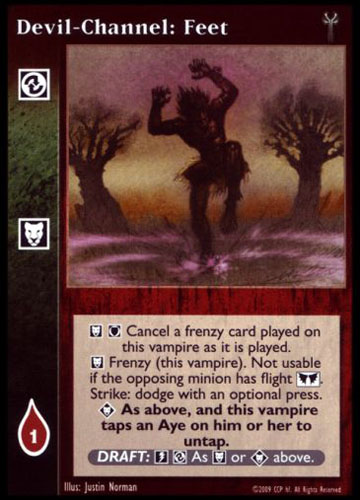 Devil-Channel: Feet
Cancel a frenzy card played on
this vampire as it is played.
Frenzy (this vampire). Not usable
if the opposing minion has flight .
Strike: dodge with an optional press.
As above, and this vampire
taps an Aye on him or her to
untap.
DRAFT: As or above.
1
Illus: Justin Norman
©2009 CCP hf. All Rights Reserved